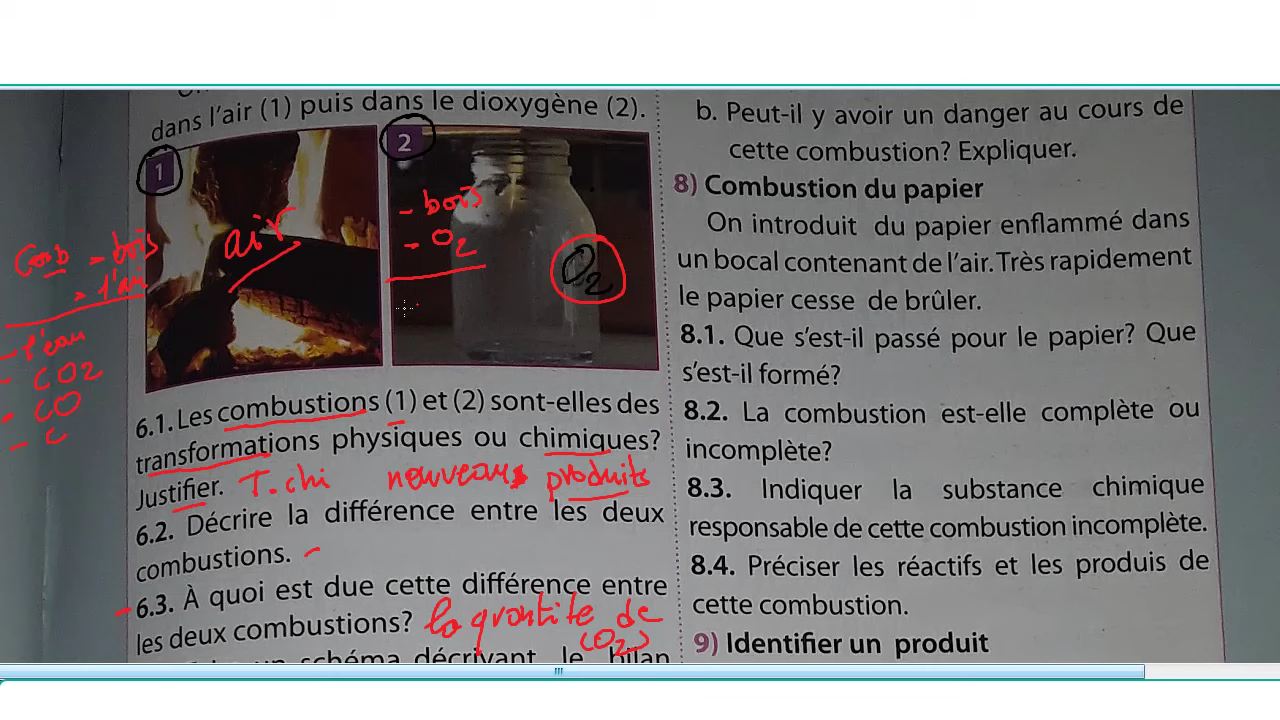 dans l'air (1) puis dans le dioxygène (2).
1
2
air
- bois
- O2
O2
Comb - bois
l'air
- l'eau
- CO2
- CO
- C
6.1. Les combustions (1) et (2) sont-elles des
transformations physiques ou chimiques?
Justifier. T. chi nouveaux produits
6.2. Décrire la différence entre les deux
combustions.
6.3. À quoi est due cette différence entre
les deux combustions? la quantite de
(O2)
un schéma décrivant le bilan
b. Peut-il y avoir un danger au cours de
cette combustion? Expliquer.
8) Combustion du papier
On introduit du papier enflammé dans
un bocal contenant de l'air. Très rapidement
le papier cesse de brûler.
8.1. Que s'est-il passé pour le papier? Que
s'est-il formé?
8.2. La combustion est-elle complète ou
incomplète?
8.3. Indiquer la substance chimique
responsable de cette combustion incomplète.
8.4. Préciser les réactifs et les produis de
cette combustion.
9) Identifier un produit